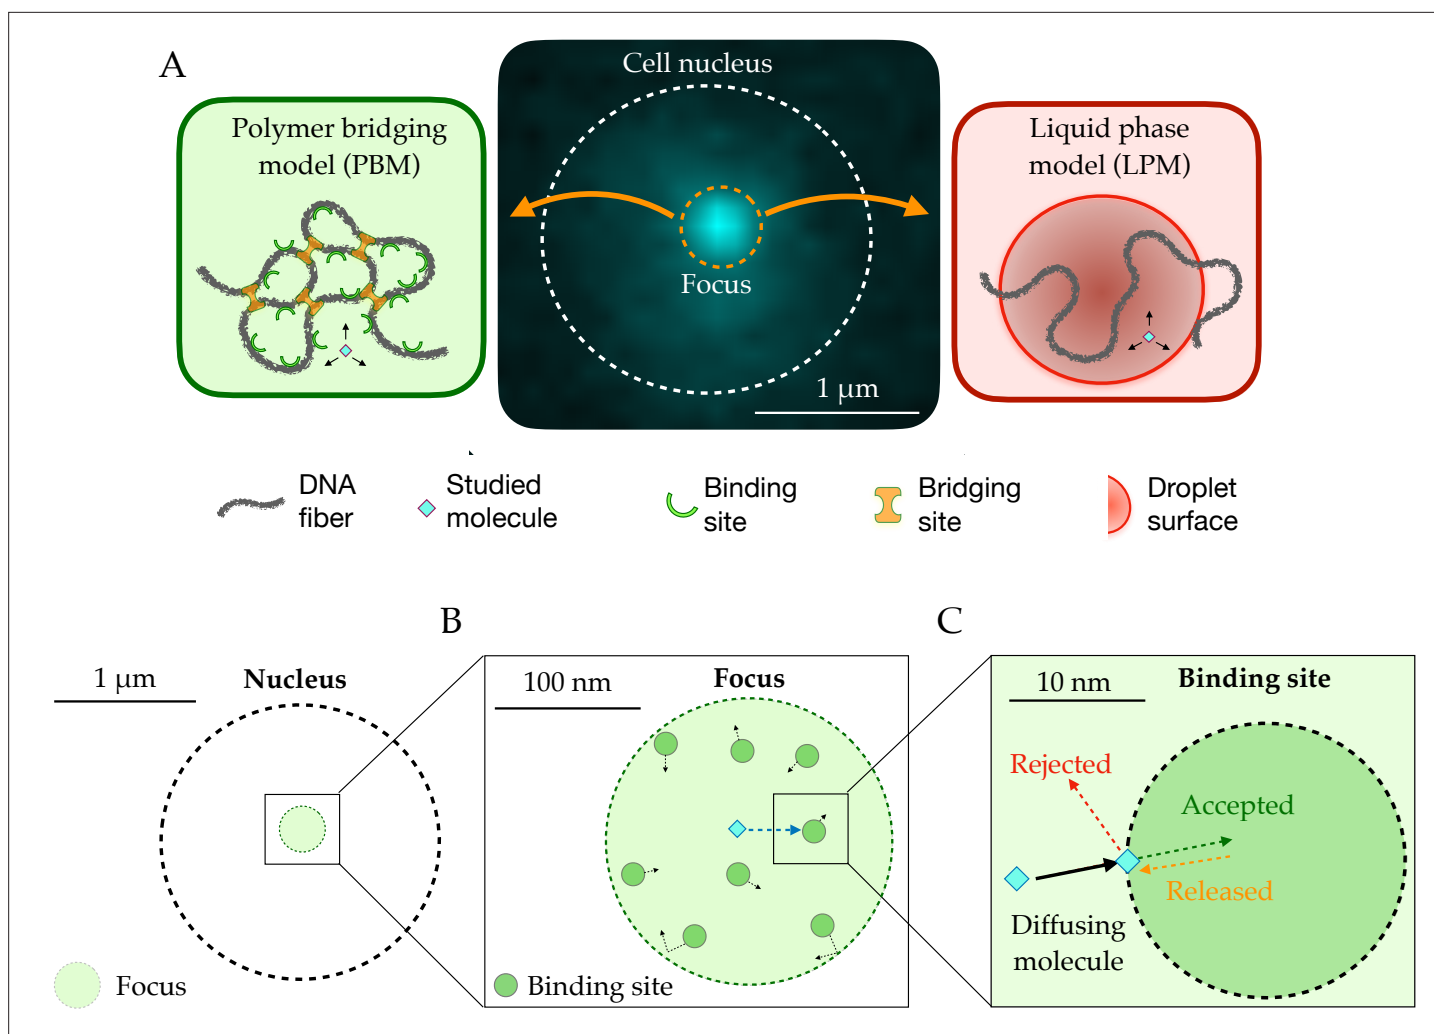 A
Polymer bridging
model (PBM)
Cell nucleus
Focus
1 μm
Liquid phase
model (LPM)
DNA
fiber
Studied
molecule
Binding
site
Bridging
site
Droplet
surface
B
1 μm
Nucleus
Focus
100 nm
Focus
Binding site
C
10 nm
Binding site
Rejected
Accepted
Released
Diffusing
molecule